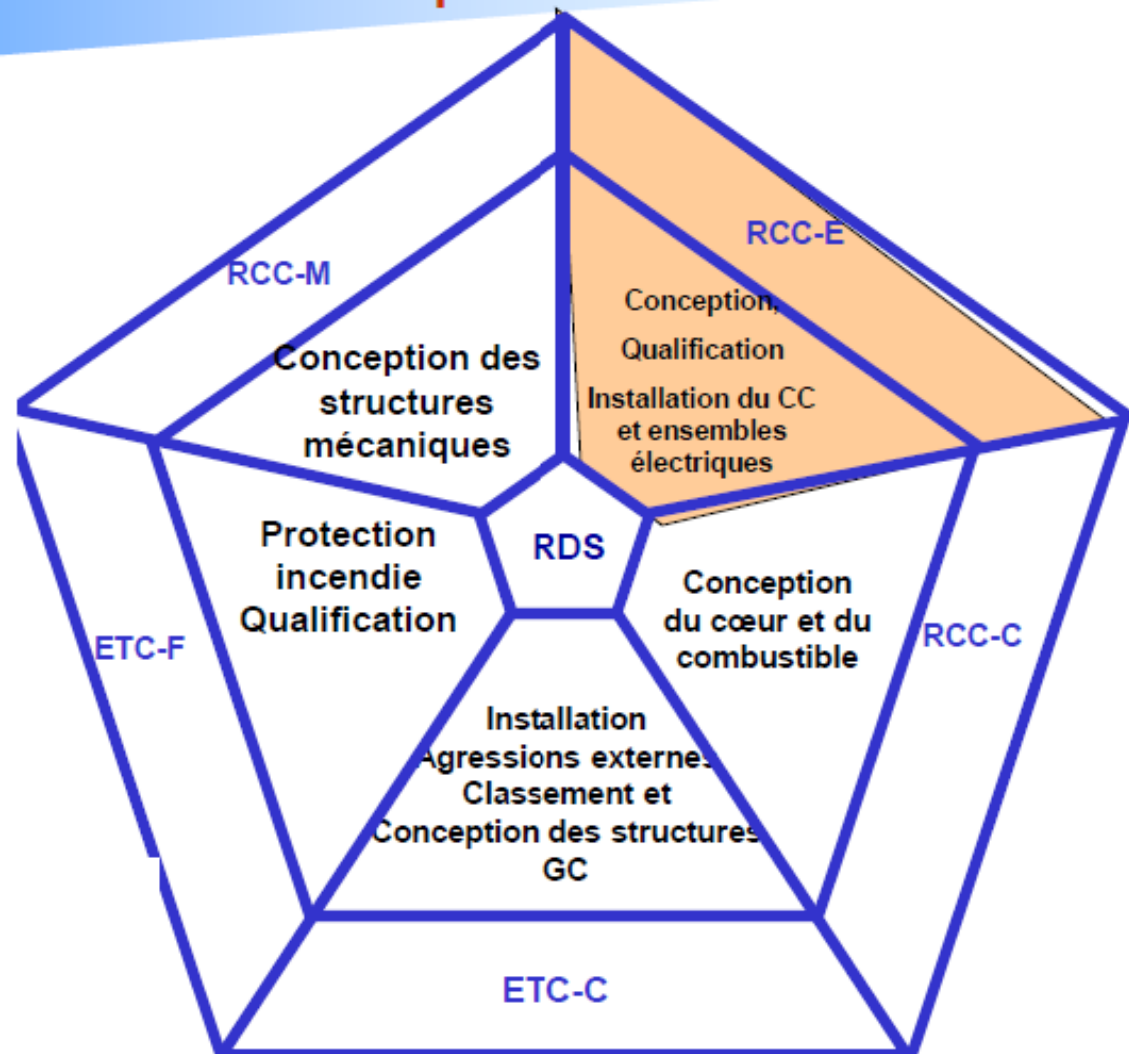 RCC-E
RCC-M
Conception,
Qualification
Installation du CC
et ensembles
électriques
Conception des
structures
mécaniques
RDS
Protection
incendie
Qualification
Conception
du cœur et du
combustible
RCC-C
ETC-F
Installation
Agressions externes
Classement et
Conception des structures
GC
ETC-C